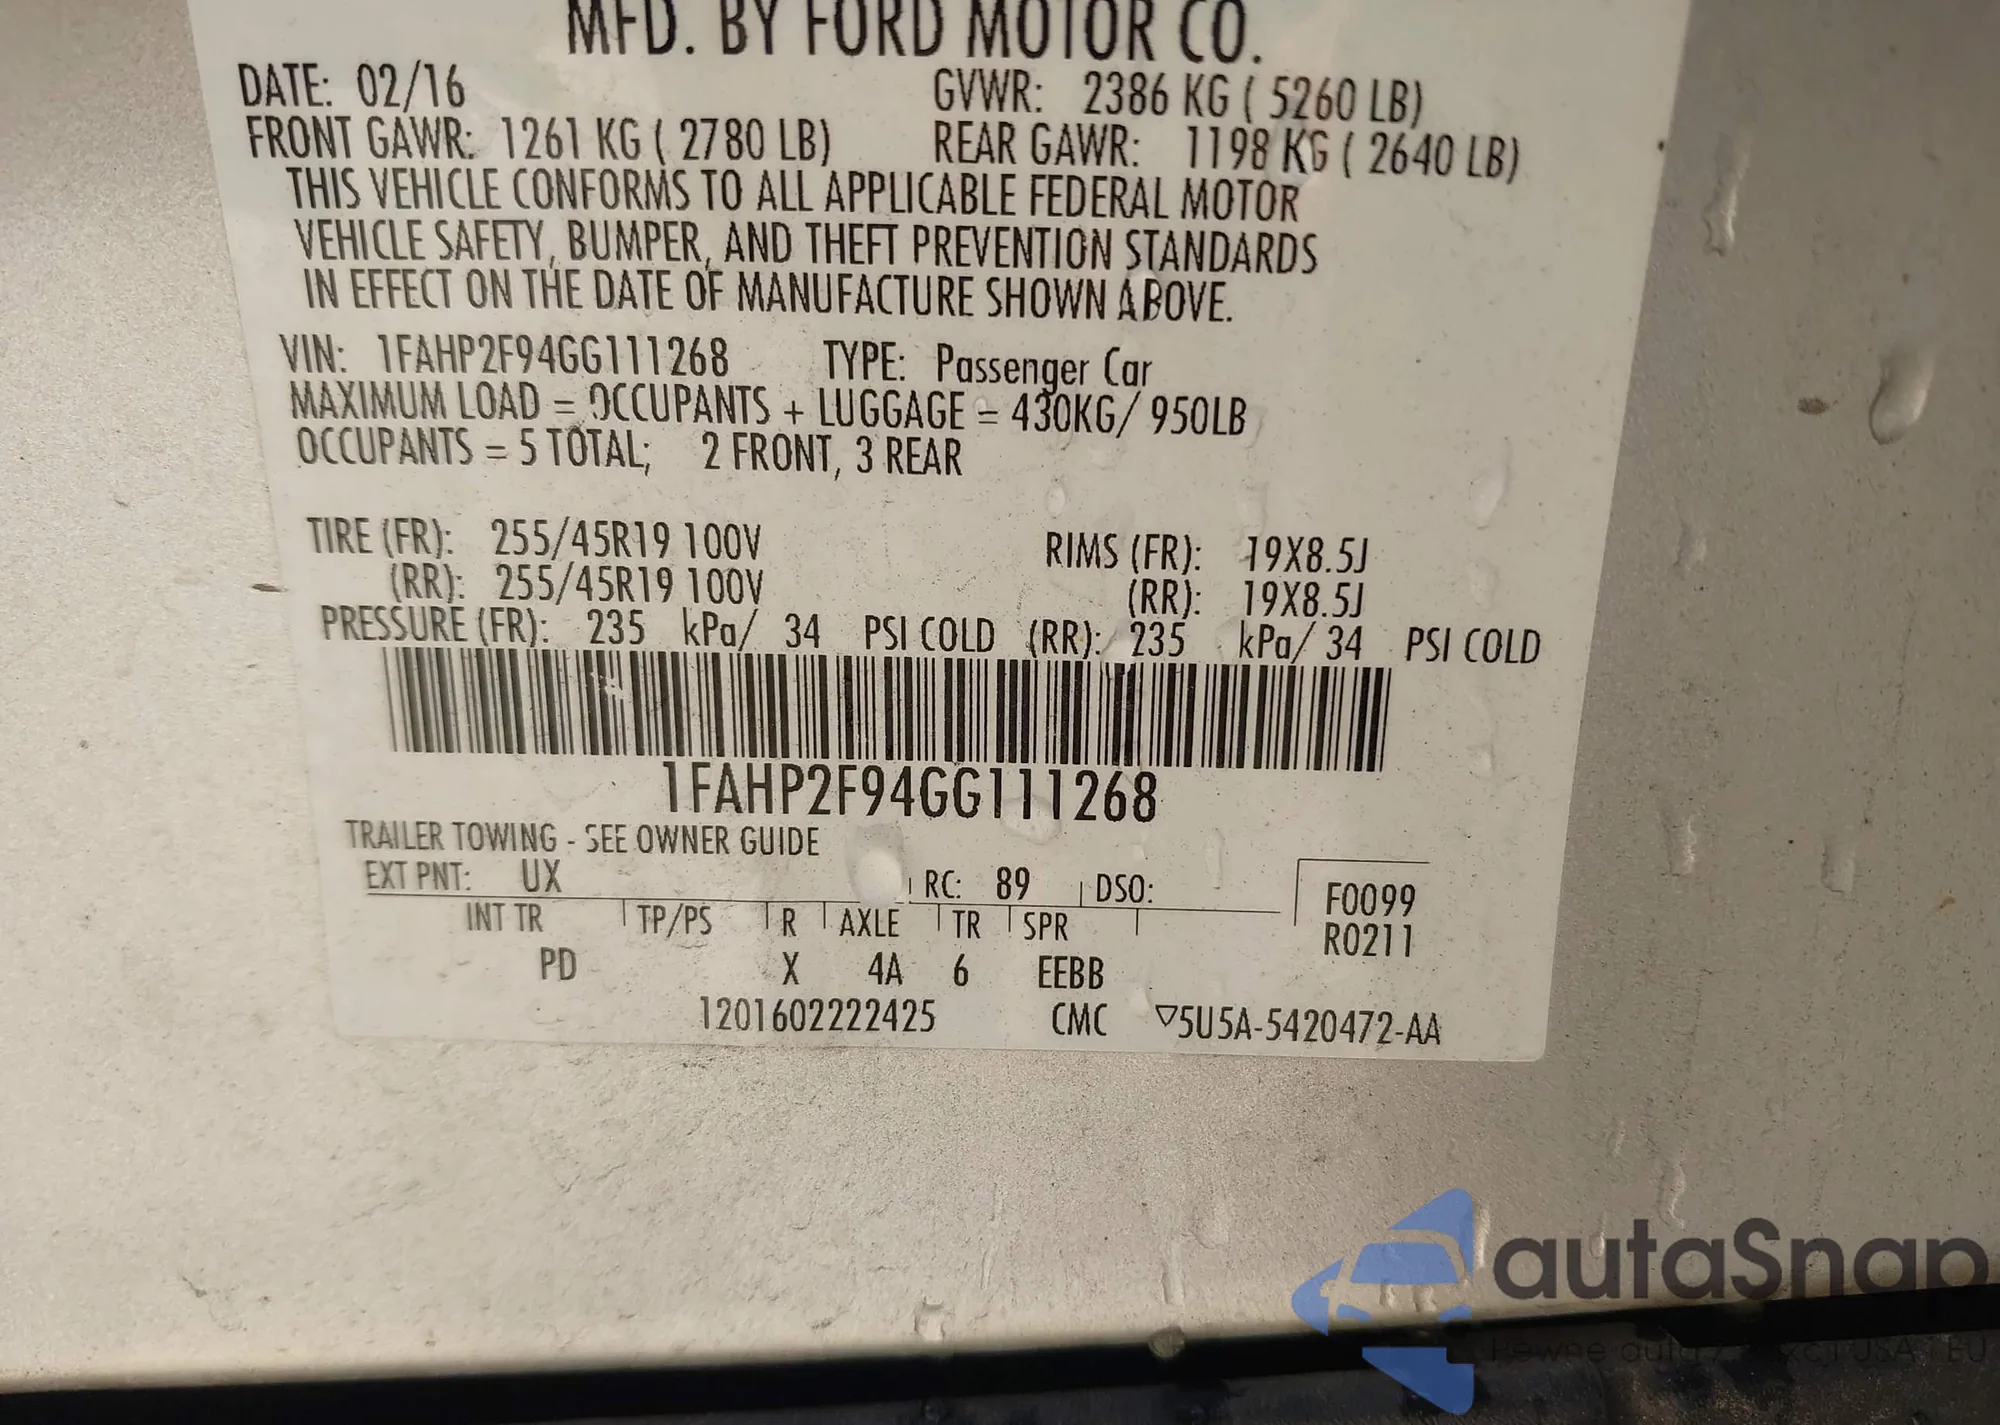 MFD. BY FORD MOTOR CO.
DATE: 02/16 GVWR: 2386 KG ( 5260 LB)
FRONT GAWR: 1261 KG ( 2780 LB) REAR GAWR: 1198 KG ( 2640 LB)
THIS VEHICLE CONFORMS TO ALL APPLICABLE FEDERAL MOTOR
VEHICLE SAFETY, BUMPER, AND THEFT PREVENTION STANDARDS
IN EFFECT ON THE DATE OF MANUFACTURE SHOWN ABOVE.
VIN: 1FAHP2F94GG111268 TYPE: Passenger Car
MAXIMUM LOAD = OCCUPANTS + LUGGAGE = 430KG/ 950LB
OCCUPANTS = 5 TOTAL; 2 FRONT, 3 REAR
TIRE (FR): 255/45R19 100V RIMS (FR): 19X8.5J
(RR): 255/45R19 100V (RR): 19X8.5J
PRESSURE (FR): 235 kPa/ 34 PSI COLD (RR): 235 kPa/ 34 PSI COLD
1FAHP2F94GG111268
TRAILER TOWING - SEE OWNER GUIDE
EXT PNT: UX RC: 89 DSO: F0099
INT TR TP/PS R AXLE TR SPR R0211
PD X 4A 6 EEBB
1201602222425 CMC ▽5U5A-5420472-AA
autaSnap
Pewne auta z USA EU